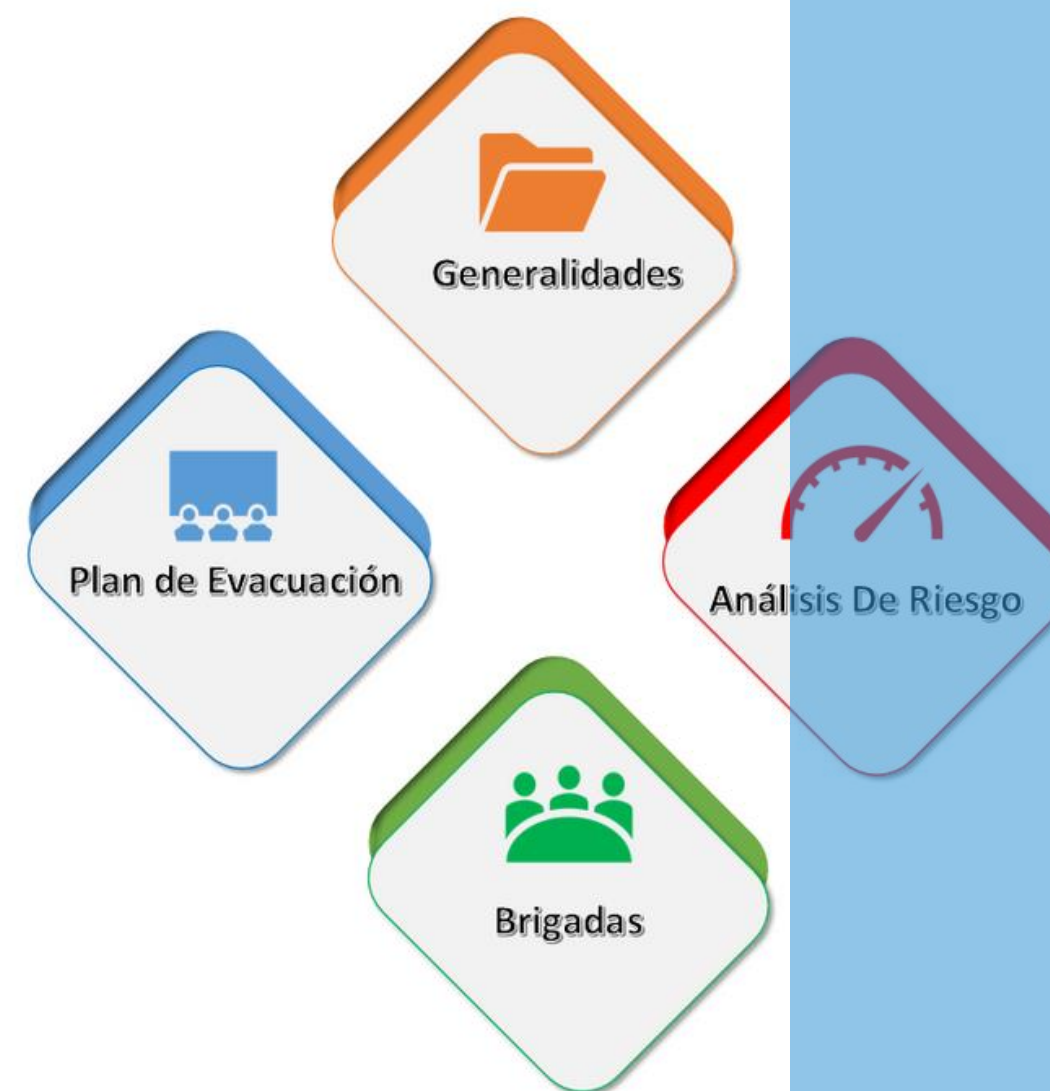 Generalidades
Plan de Evacuación
Análisis De Riesgo
Brigadas